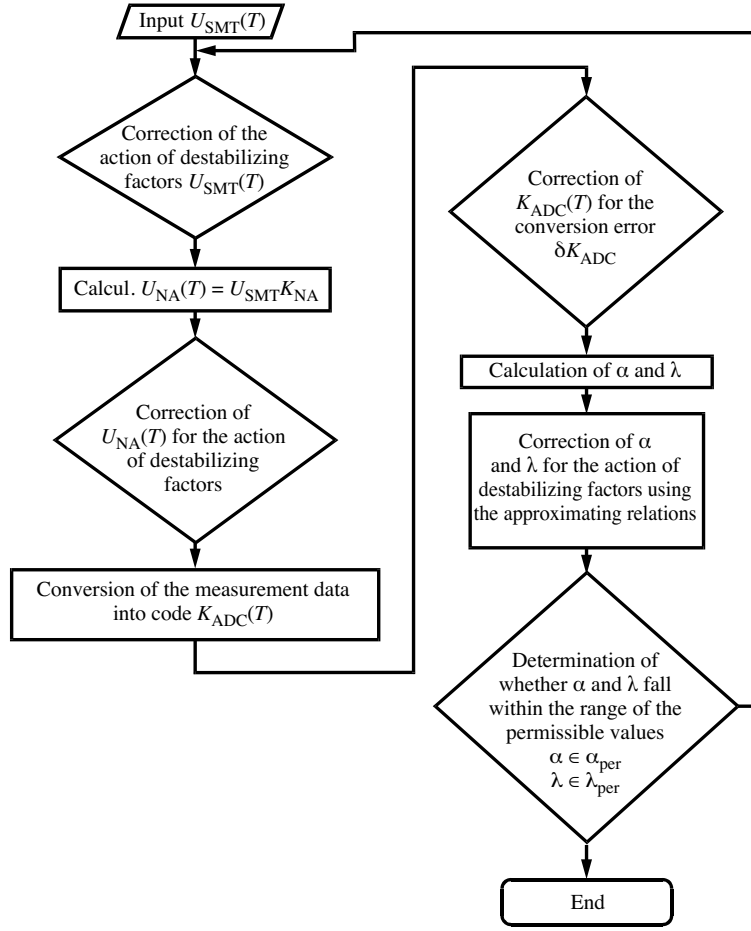 Input U_SMT(T)
Correction of the
action of destabilizing
factors U_SMT(T)
Calcul. U_NA(T) = U_SMT K_NA
Correction of
U_NA(T) for the action
of destabilizing
factors
Conversion of the measurement data
into code K_ADC(T)
Correction of
K_ADC(T) for the
conversion error
δK_ADC
Calculation of α and λ
Correction of α
and λ for the action of
destabilizing factors using
the approximating relations
Determination of
whether α and λ fall
within the range of the
permissible values
α ∈ α_per
λ ∈ λ_per
End